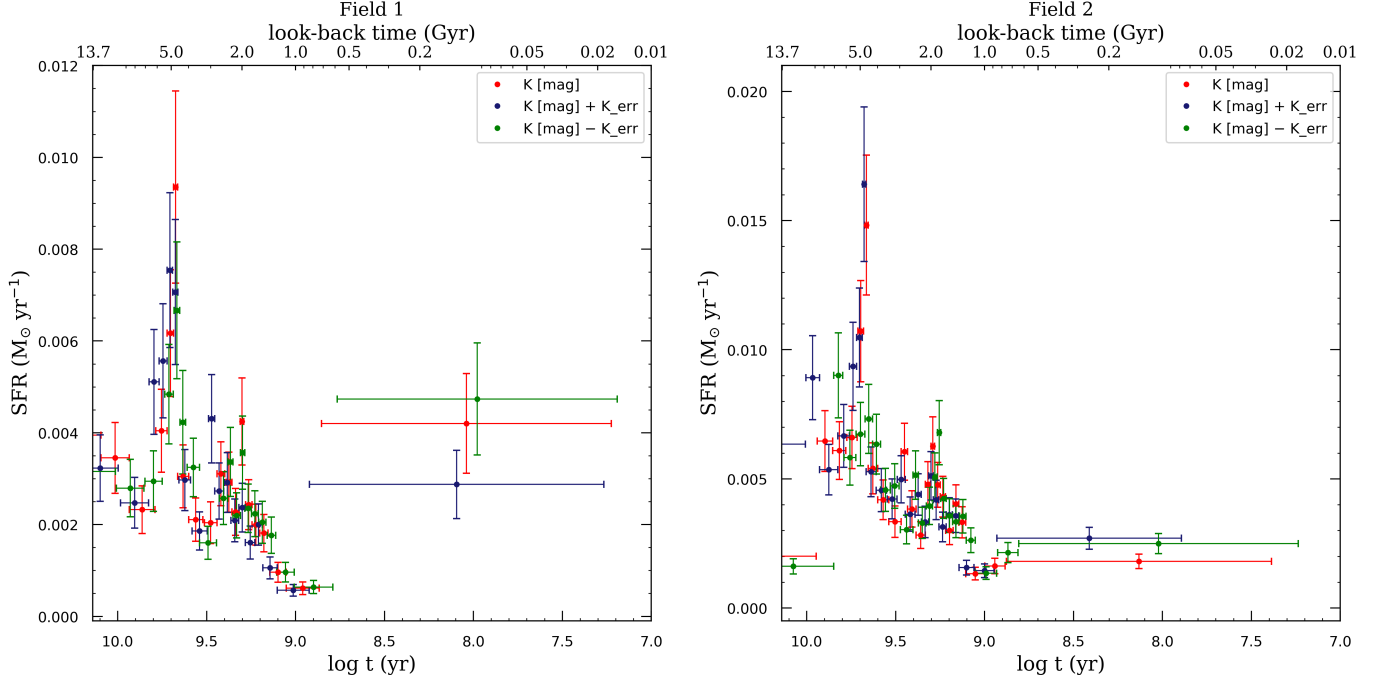 Field 1
look-back time (Gyr)
13.7 5.0 2.0 1.0 0.5 0.2 0.05 0.02 0.01
0.012
0.010
0.008
0.006
0.004
0.002
0.000
SFR (M⊙ yr⁻¹)
K [mag]
K [mag] + K_err
K [mag] − K_err
10.0 9.5 9.0 8.5 8.0 7.5 7.0
log t (yr)
Field 2
look-back time (Gyr)
13.7 5.0 2.0 1.0 0.5 0.2 0.05 0.02 0.01
0.020
0.015
0.010
0.005
0.000
SFR (M⊙ yr⁻¹)
K [mag]
K [mag] + K_err
K [mag] − K_err
10.0 9.5 9.0 8.5 8.0 7.5 7.0
log t (yr)